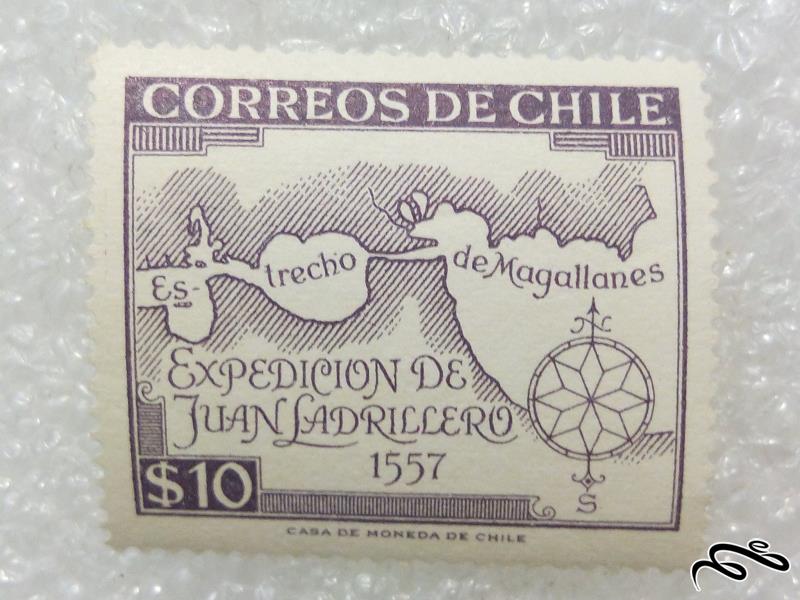 CORREOS DE CHILE
Es-
trecho
de Magallanes
N
EXPEDICION DE
JUAN LADRILLERO
1557
S
$10
CASA DE MONEDA DE CHILE